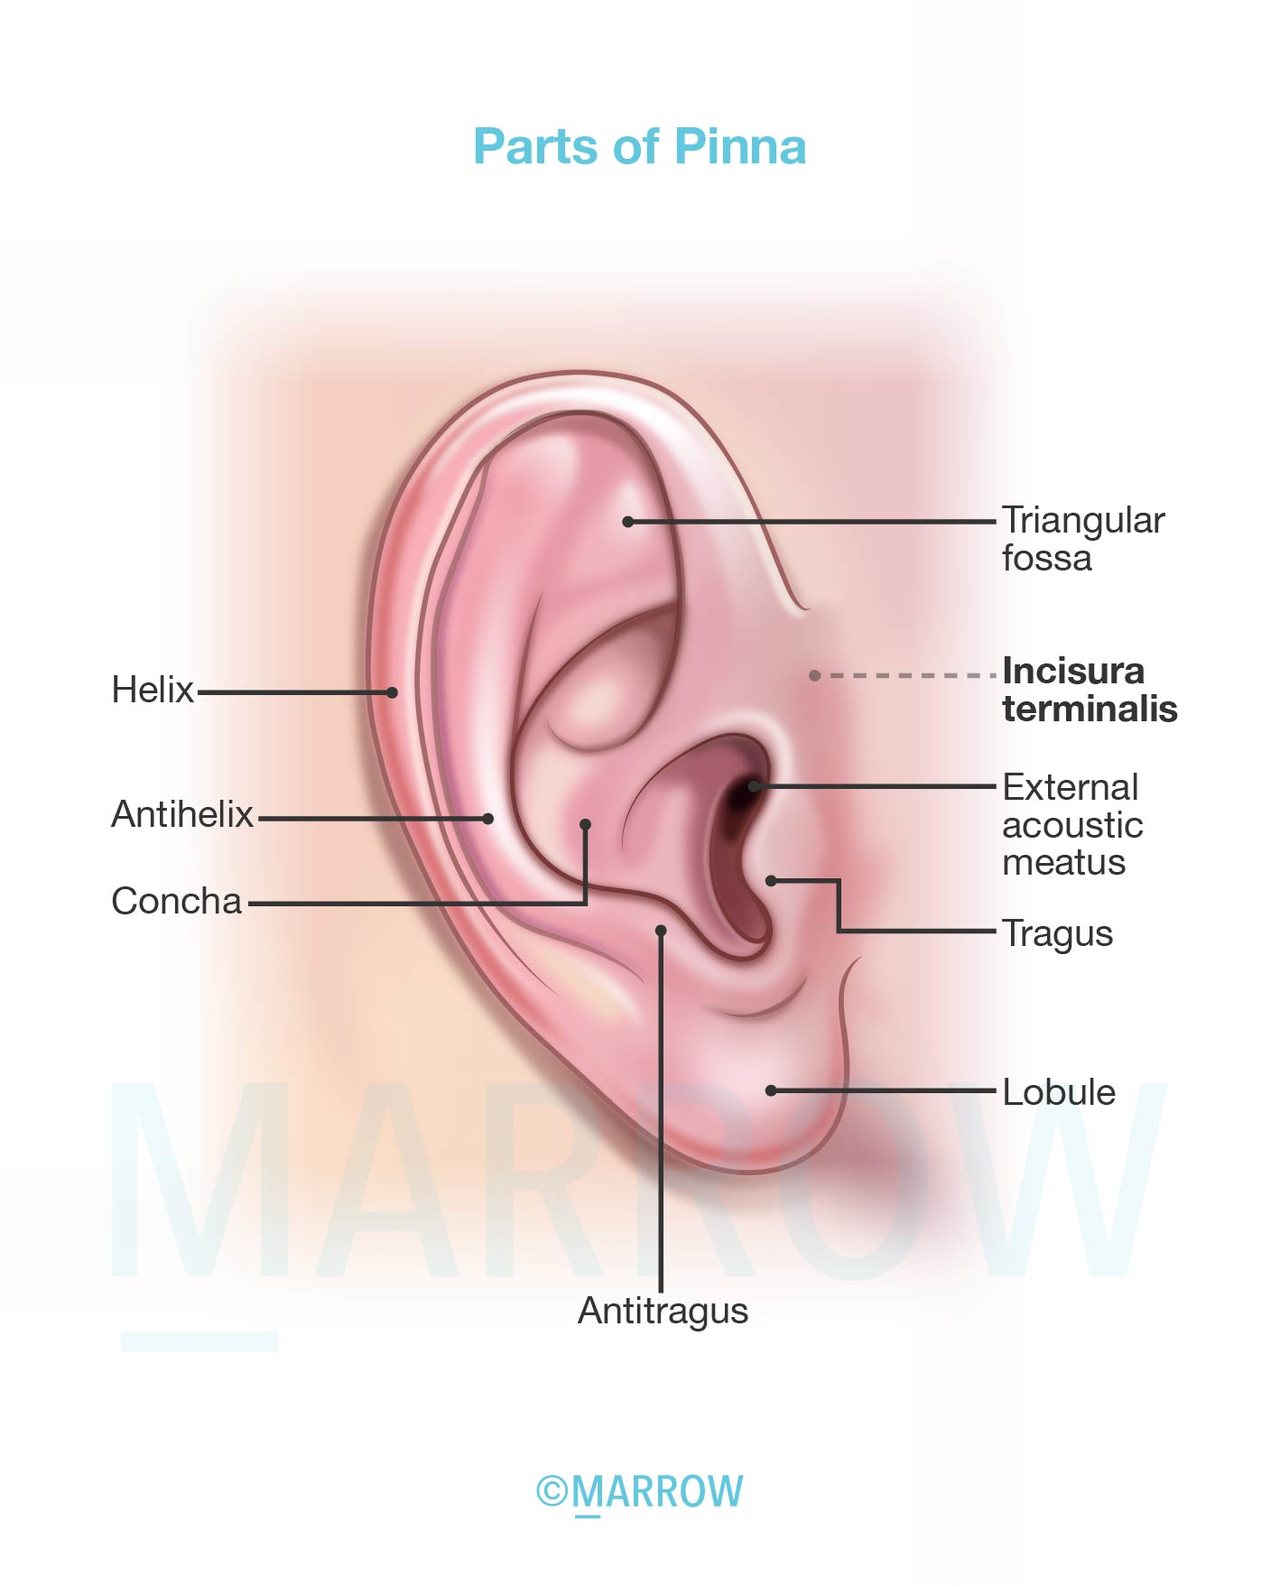 Parts of Pinna
Triangular
fossa
Helix
Incisura
terminalis
Antihelix
External
acoustic
meatus
Concha
Tragus
Lobule
Antitragus
MARROW
©MARROW